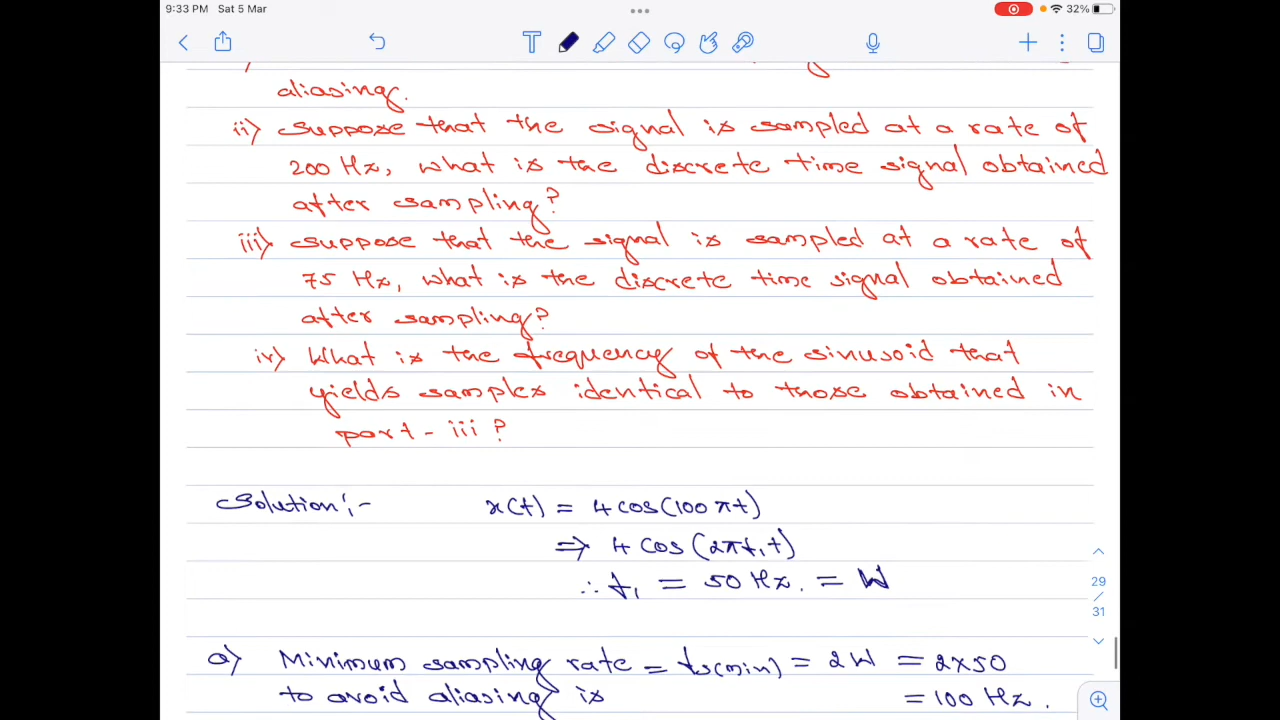 9:33 PM Sat 5 Mar
32%
aliasing.
ii) Suppose that the signal is sampled at a rate of
200 Hz, what is the discrete time signal obtained
after sampling?
iii) Suppose that the signal is sampled at a rate of
75 Hz, what is the discrete time signal obtained
after sampling?
iv) What is the frequency of the sinusoid that
yields samples identical to those obtained in
part - iii ?
Solution:- x(t) = 4 cos(100πt)
⇒ 4 Cos (2πf₁t)
∴ f₁ = 50 Hz. = W
29
/
31
a) Minimum sampling rate = fs(min) = 2W = 2×50
to avoid aliasing is = 100 Hz.